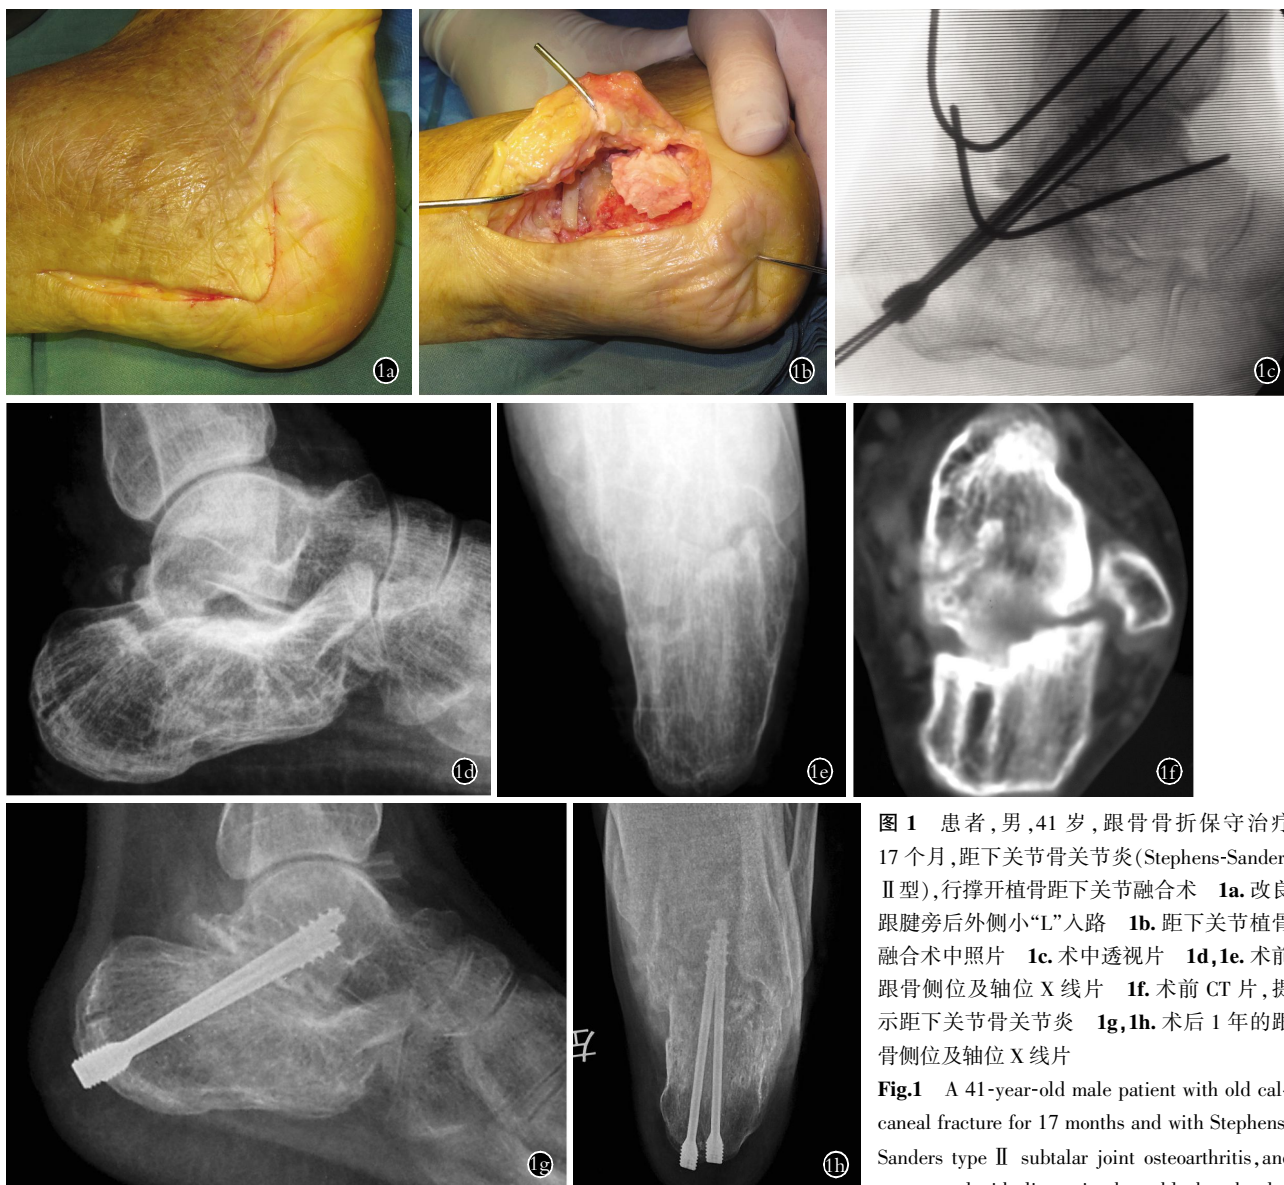 1a
1b
1c
1d
1e
1f
1g
左
1h
图 1 患者,男,41 岁,跟骨骨折保守治疗
17 个月,距下关节骨关节炎(Stephens-Sanders
Ⅱ型),行撑开植骨距下关节融合术 1a. 改良
跟腱旁后外侧小“L”入路 1b. 距下关节植骨
融合术中照片 1c. 术中透视片 1d,1e. 术前
跟骨侧位及轴位 X 线片 1f. 术前 CT 片,提
示距下关节骨关节炎 1g,1h. 术后 1 年的跟
骨侧位及轴位 X 线片
Fig.1 A 41-year-old male patient with old cal-
caneal fracture for 17 months and with Stephens-
Sanders type Ⅱ subtalar joint osteoarthritis,and